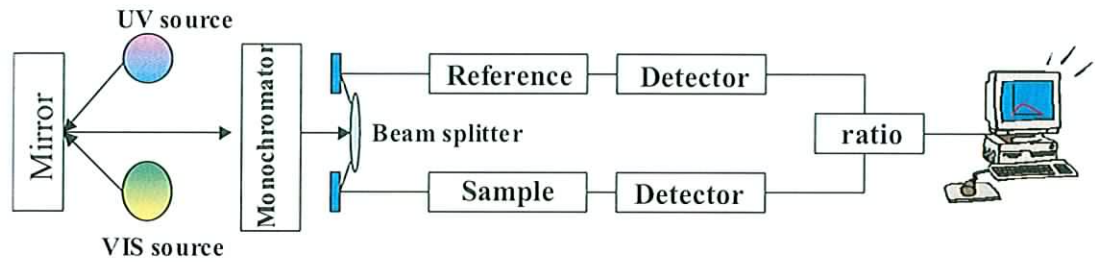 UV source
Mirror
VIS source
Monochromator
Beam splitter
Reference
Detector
Sample
Detector
ratio